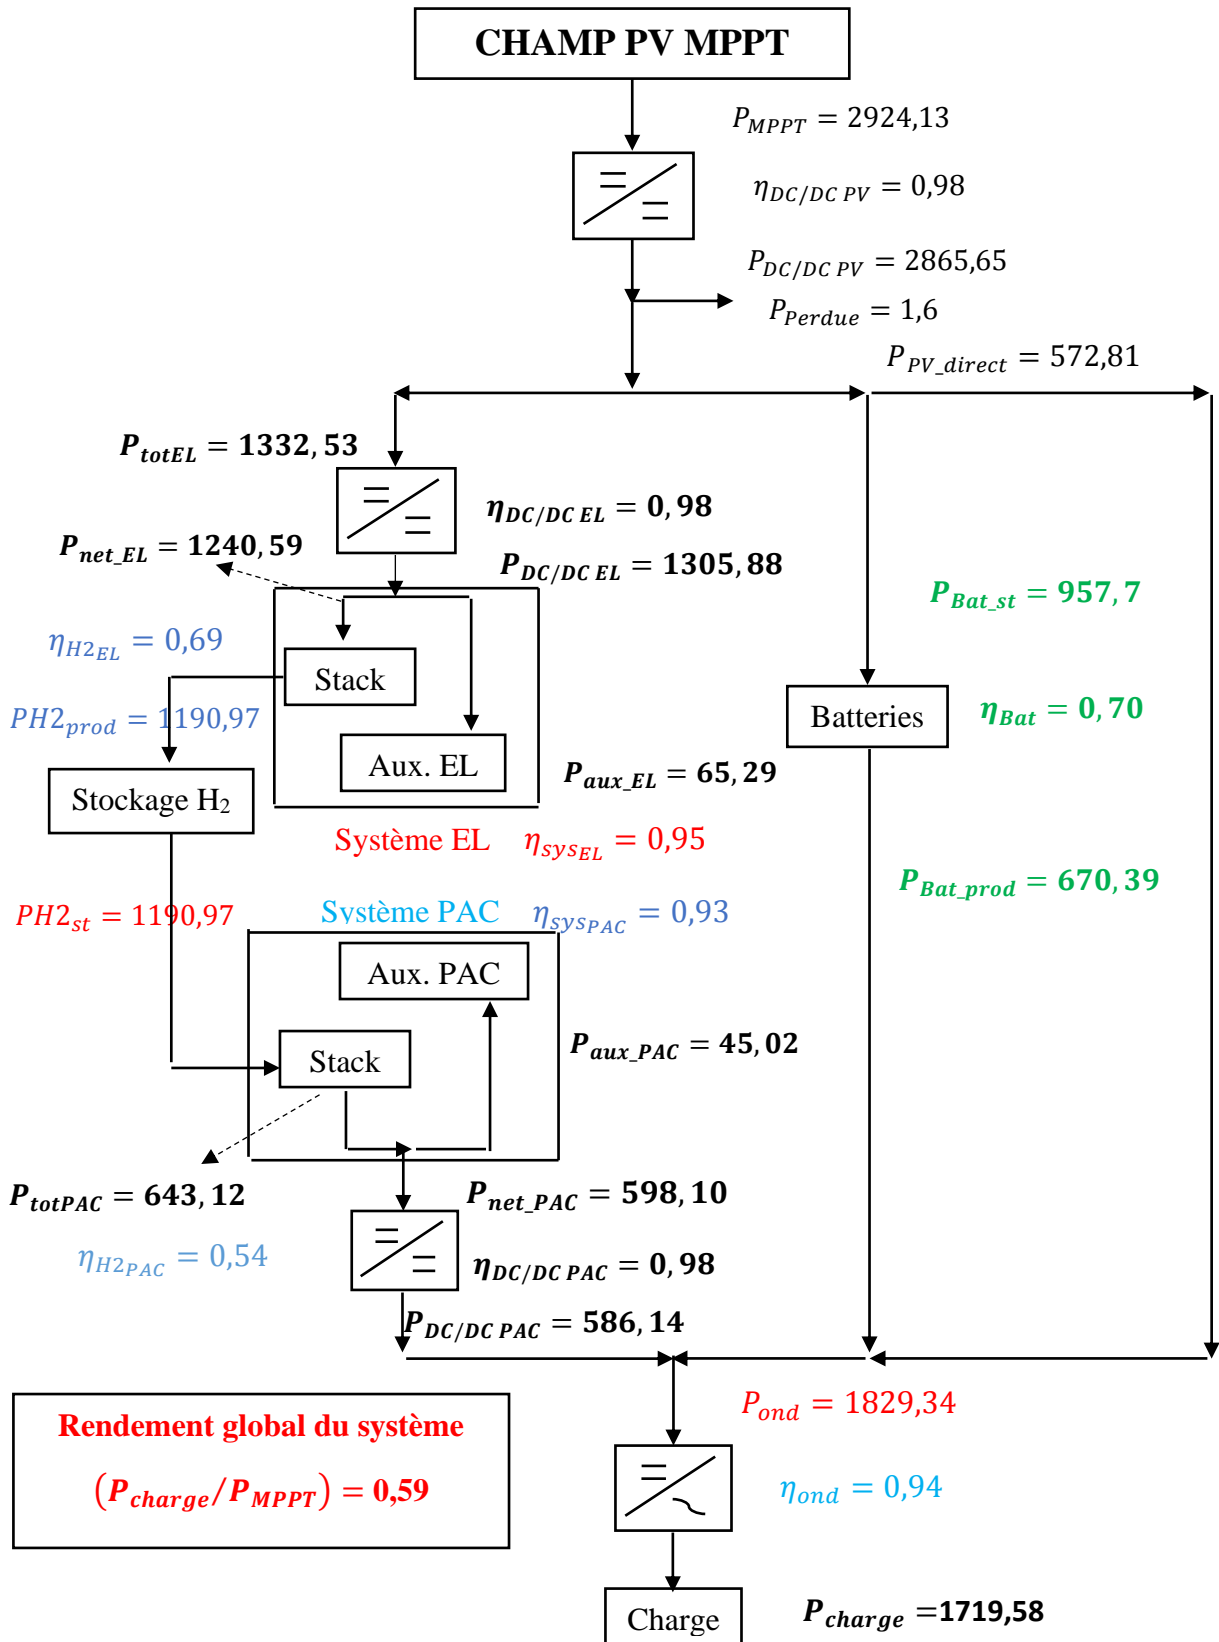 CHAMP PV MPPT
P_MPPT = 2924,13
η_DC/DC PV = 0,98
P_DC/DC PV = 2865,65
P_Perdue = 1,6
P_PV_direct = 572,81
P_totEL = 1332, 53
η_DC/DC EL = 0, 98
P_net_EL = 1240, 59
P_DC/DC EL = 1305, 88
P_Bat_st = 957, 7
η_H2_EL = 0,69
Stack
Batteries
η_Bat = 0, 70
PH2_prod = 1190,97
Aux. EL
P_aux_EL = 65, 29
Stockage H₂
Système EL η_sys_EL = 0,95
P_Bat_prod = 670, 39
PH2_st = 1190,97
Système PAC η_sys_PAC = 0,93
Aux. PAC
P_aux_PAC = 45, 02
Stack
P_totPAC = 643, 12
P_net_PAC = 598, 10
η_H2_PAC = 0,54
η_DC/DC PAC = 0, 98
P_DC/DC PAC = 586, 14
Rendement global du système
(P_charge/P_MPPT) = 0,59
P_ond = 1829,34
η_ond = 0,94
Charge
P_charge =1719,58